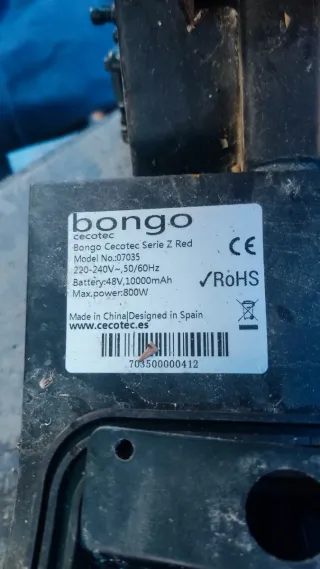 bongo
cecotec
Bongo Cecotec Serie Z Red
Model No.:07035
220-240V~,50/60Hz
Battery:48V,10000mAh
Max.power:800W
CE
✓RoHS
Made in China|Designed in Spain
www.cecotec.es
703500000412